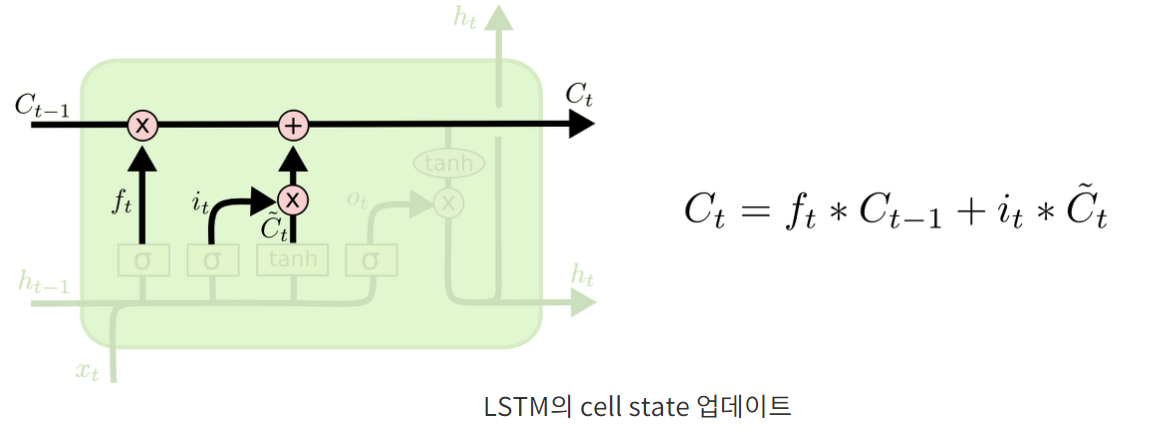 h_t
C_{t-1}
C_t
x
+
tanh
f_t
i_t
x
o_t
x
C̃_t
σ
σ
tanh
σ
h_{t-1}
h_t
x_t
C_t = f_t * C_{t-1} + i_t * C̃_t
LSTM의 cell state 업데이트